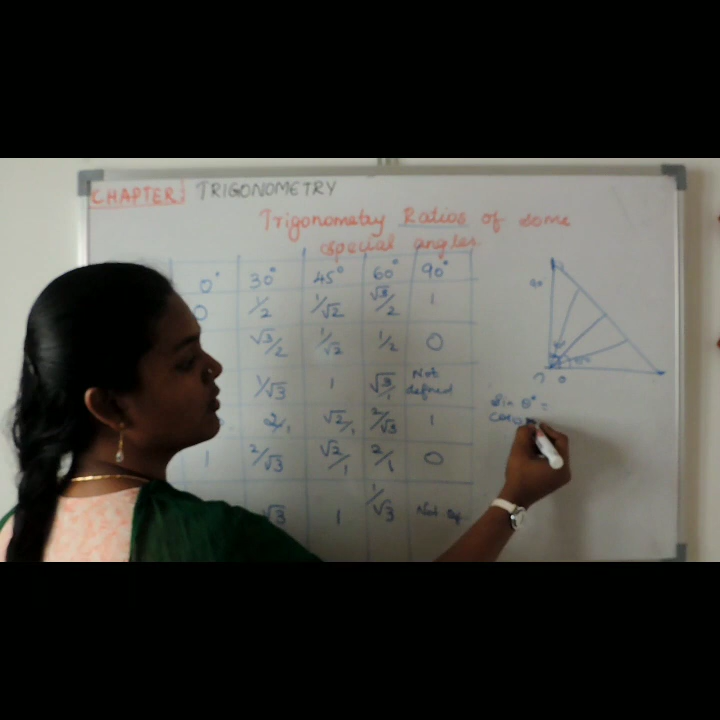 CHAPTER: TRIGONOMETRY
Trigonometry Ratios of some
special angles
0° 30° 45° 60° 90°
0 1/2 1/√2 √3/2 1
√3/2 1/√2 1/2 0
1/√3 1 √3/1 Not defined
2/1 √2/1 2/√3 1
1 2/√3 √2/1 2/1 0
√3 1 1/√3 Not
90
0
sin θ° =
cos